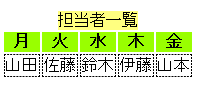 担当者一覧
月 火 水 木 金
山田 佐藤 鈴木 伊藤 山本